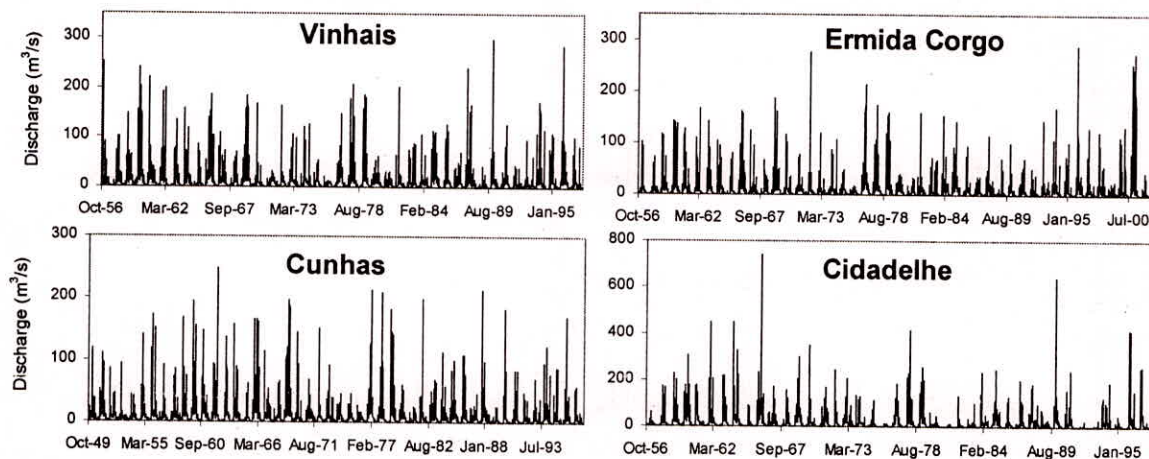 Vinhais
Discharge (m³/s)
300
200
100
0
Oct-56 Mar-62 Sep-67 Mar-73 Aug-78 Feb-84 Aug-89 Jan-95
Ermida Corgo
300
200
100
0
Oct-56 Mar-62 Sep-67 Mar-73 Aug-78 Feb-84 Aug-89 Jan-95 Jul-00
Cunhas
Discharge (m³/s)
300
200
100
0
Oct-49 Mar-55 Sep-60 Mar-66 Aug-71 Feb-77 Aug-82 Jan-88 Jul-93
Cidadelhe
800
600
400
200
0
Oct-56 Mar-62 Sep-67 Mar-73 Aug-78 Feb-84 Aug-89 Jan-95